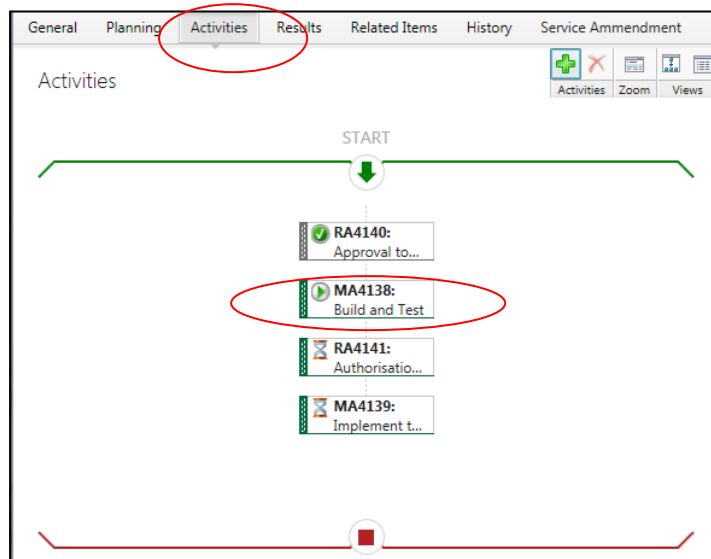 General Planning Activities Results Related Items History Service Ammendment
Activities
Activities Zoom Views
START
RA4140:
Approval to...
MA4138:
Build and Test
RA4141:
Authorisatio...
MA4139:
Implement t...